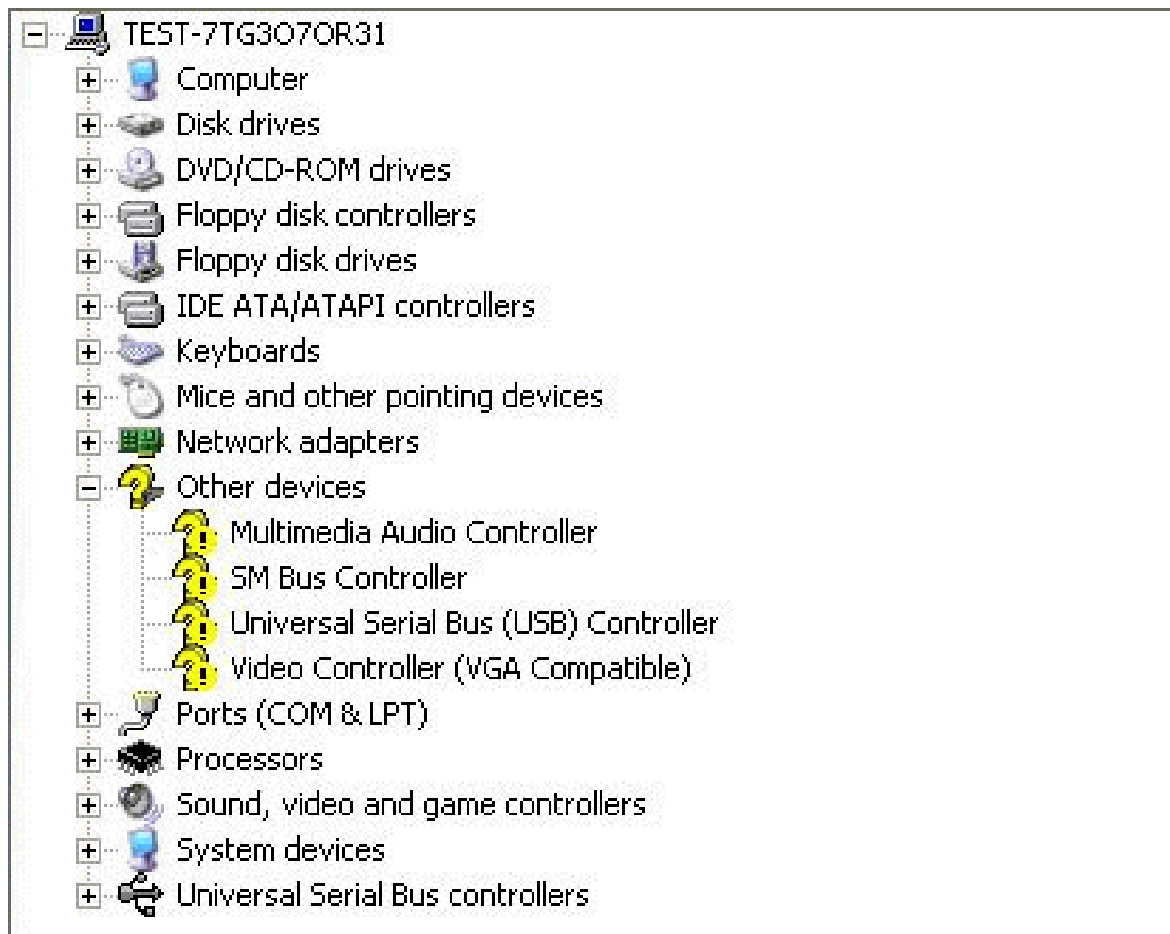 TEST-7TG3O7OR31
Computer
Disk drives
DVD/CD-ROM drives
Floppy disk controllers
Floppy disk drives
IDE ATA/ATAPI controllers
Keyboards
Mice and other pointing devices
Network adapters
Other devices
Multimedia Audio Controller
SM Bus Controller
Universal Serial Bus (USB) Controller
Video Controller (VGA Compatible)
Ports (COM & LPT)
Processors
Sound, video and game controllers
System devices
Universal Serial Bus controllers